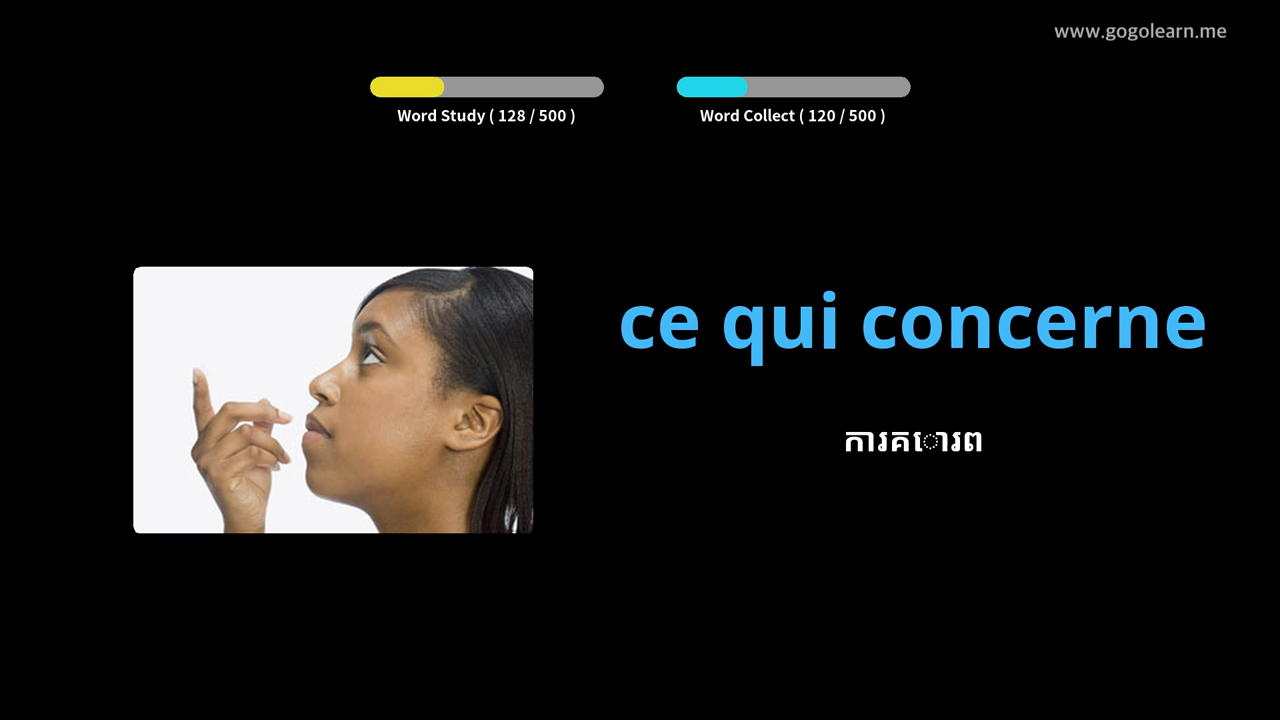 www.gogolearn.me
Word Study ( 128 / 500 )
Word Collect ( 120 / 500 )
ce qui concerne
ការគោរព